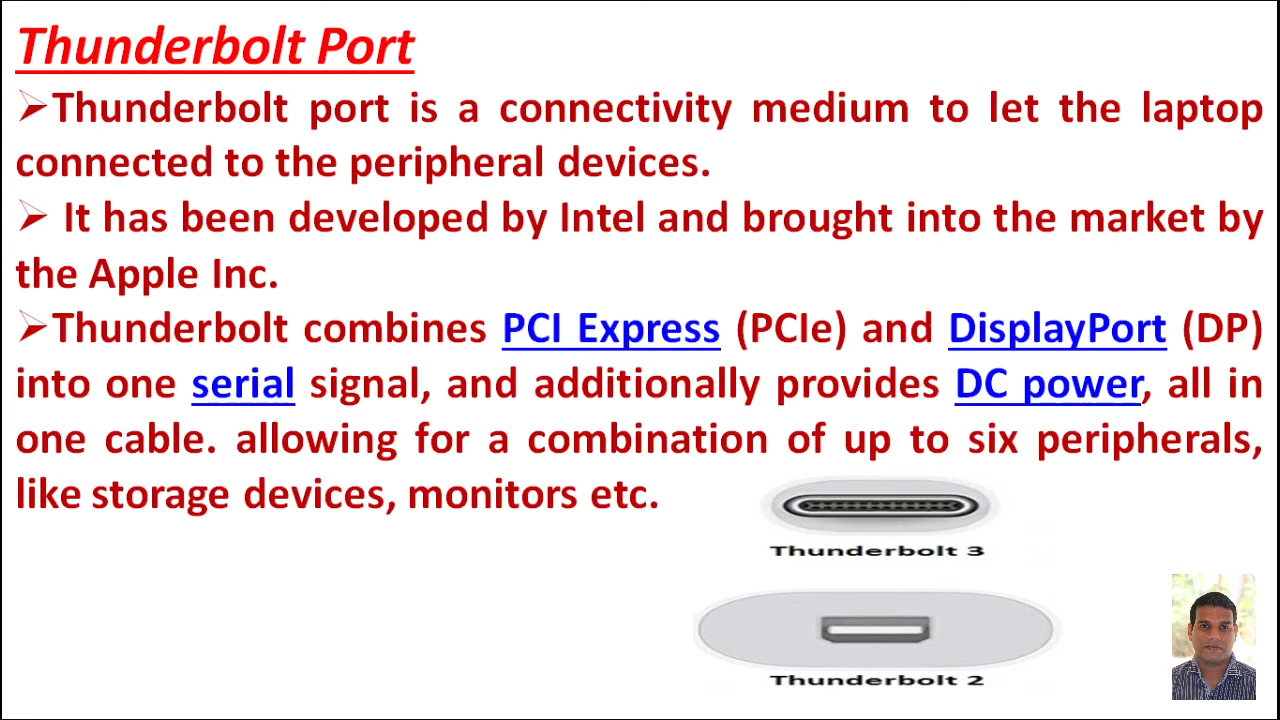 Thunderbolt Port
➢Thunderbolt port is a connectivity medium to let the laptop
connected to the peripheral devices.
➢ It has been developed by Intel and brought into the market by
the Apple Inc.
➢Thunderbolt combines PCI Express (PCIe) and DisplayPort (DP)
into one serial signal, and additionally provides DC power, all in
one cable. allowing for a combination of up to six peripherals,
like storage devices, monitors etc.
Thunderbolt 3
Thunderbolt 2